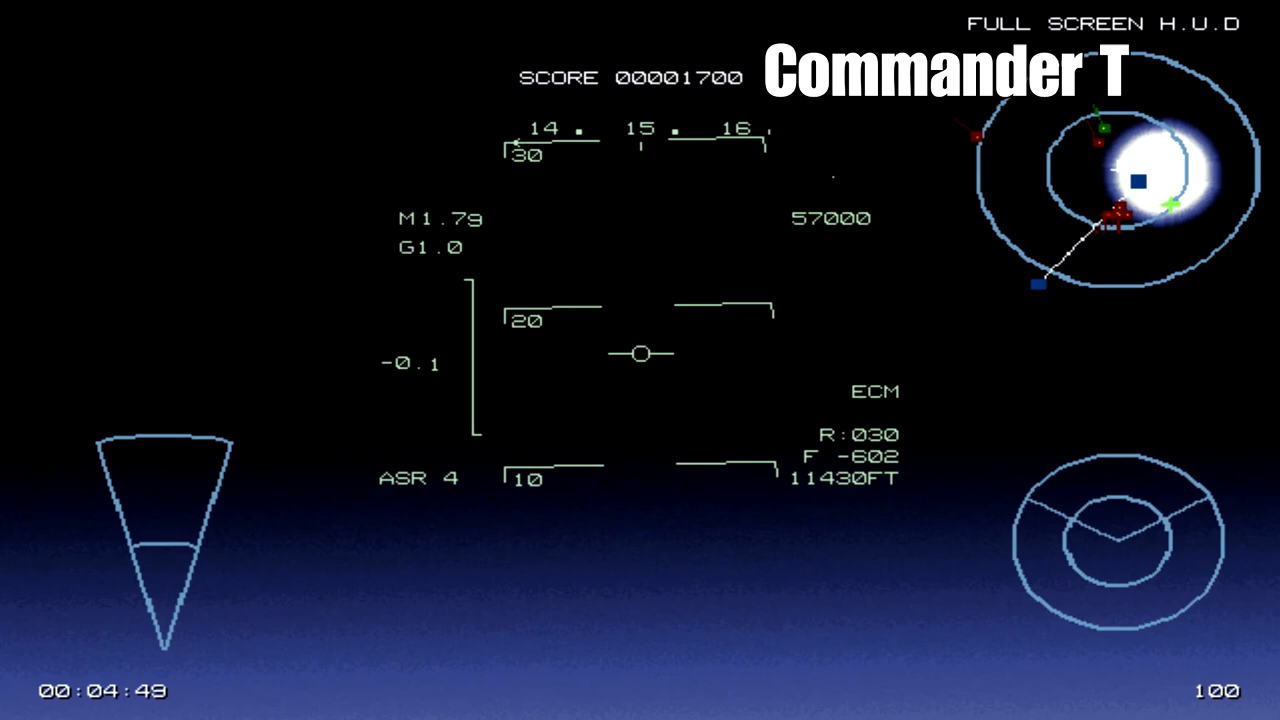 FULL SCREEN H.U.D
Commander T
SCORE 00001700
14 15 16
30
M1.79
57000
G1.0
20
-0.1
ECM
R:030
F -602
ASR 4
10
11430FT
00:04:49
100